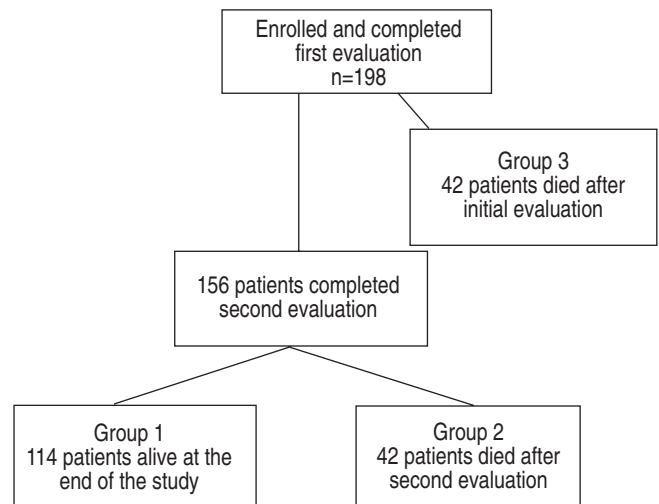 Enrolled and completed
first evaluation
n=198
Group 3
42 patients died after
initial evaluation
156 patients completed
second evaluation
Group 1
114 patients alive at the
end of the study
Group 2
42 patients died after
second evaluation